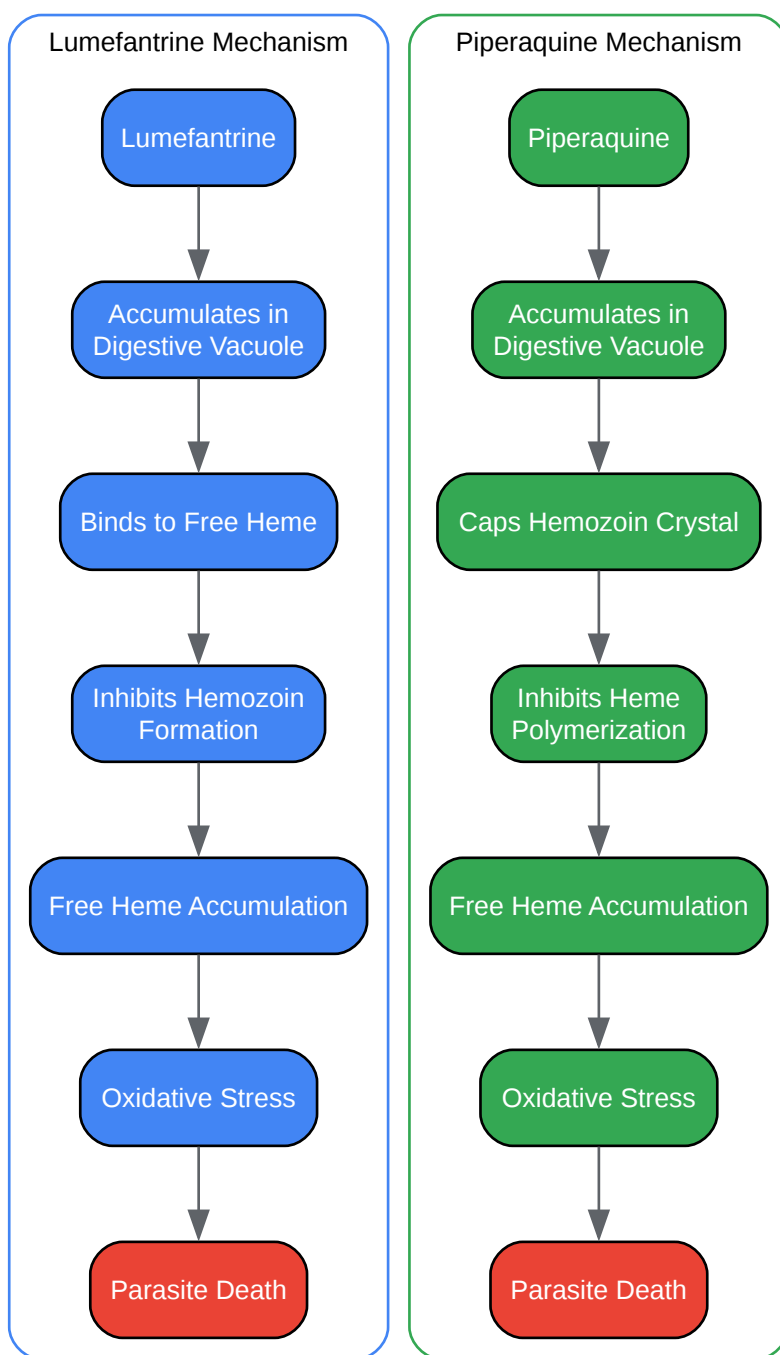 Lumefantrine Mechanism
Lumefantrine
Accumulates in
Digestive Vacuole
Binds to Free Heme
Inhibits Hemozoin
Formation
Free Heme Accumulation
Oxidative Stress
Parasite Death
Piperaquine Mechanism
Piperaquine
Accumulates in
Digestive Vacuole
Caps Hemozoin Crystal
Inhibits Heme
Polymerization
Free Heme Accumulation
Oxidative Stress
Parasite Death